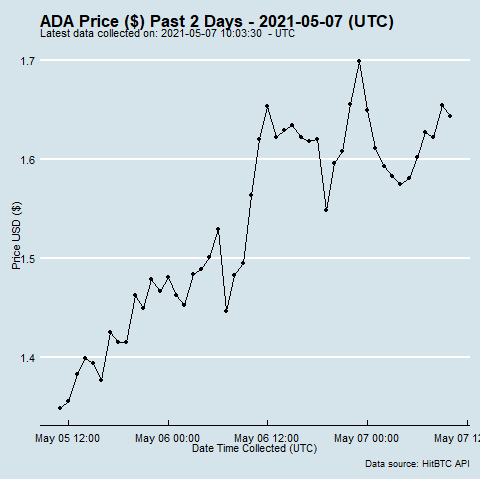 ADA Price ($) Past 2 Days - 2021-05-07 (UTC)
Latest data collected on: 2021-05-07 10:03:30 - UTC
1.7
1.6
1.5
1.4
Price USD ($)
May 05 12:00
May 06 00:00
May 06 12:00
May 07 00:00
May 07 12
Date Time Collected (UTC)
Data source: HitBTC API